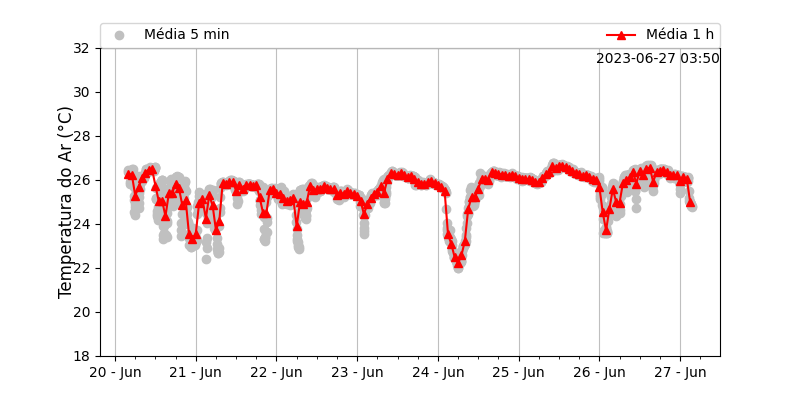 Média 5 min
Média 1 h
2023-06-27 03:50
Temperatura do Ar (°C)
32
30
28
26
24
22
20
18
20 - Jun
21 - Jun
22 - Jun
23 - Jun
24 - Jun
25 - Jun
26 - Jun
27 - Jun